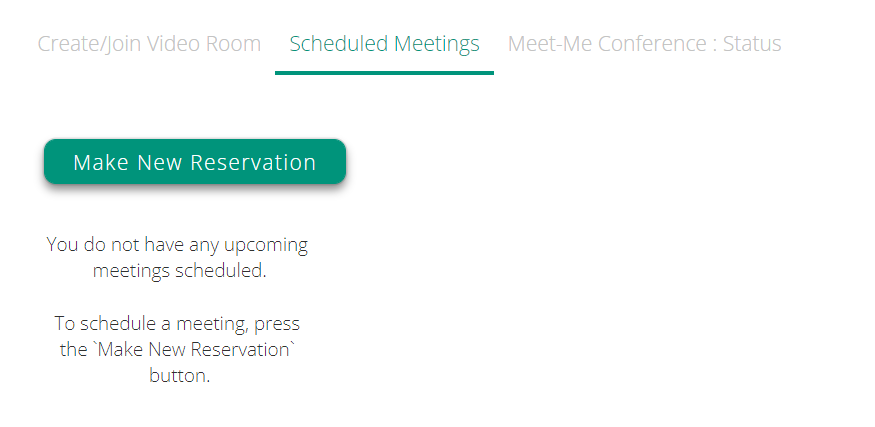 Create/Join Video Room Scheduled Meetings Meet-Me Conference : Status
Make New Reservation
You do not have any upcoming
meetings scheduled.
To schedule a meeting, press
the `Make New Reservation`
button.